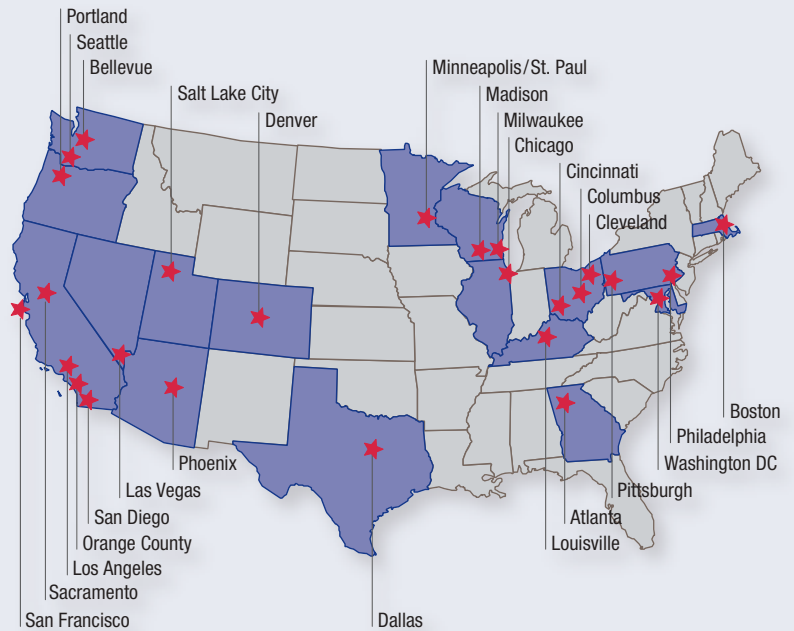 Portland
Seattle
Bellevue
Salt Lake City
Denver
Minneapolis/St. Paul
Madison
Milwaukee
Chicago
Cincinnati
Columbus
Cleveland
Boston
Philadelphia
Washington DC
Pittsburgh
Atlanta
Louisville
Phoenix
Las Vegas
San Diego
Orange County
Los Angeles
Sacramento
San Francisco
Dallas